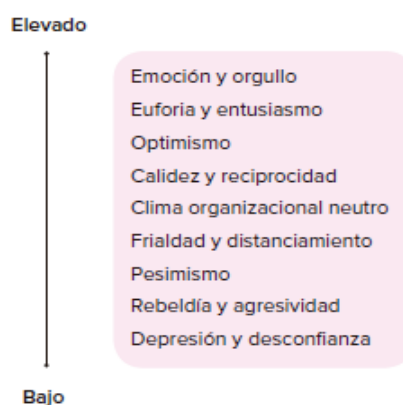 Elevado
Emoción y orgullo
Euforia y entusiasmo
Optimismo
Calidez y reciprocidad
Clima organizacional neutro
Frialdad y distanciamiento
Pesimismo
Rebeldía y agresividad
Depresión y desconfianza
Bajo